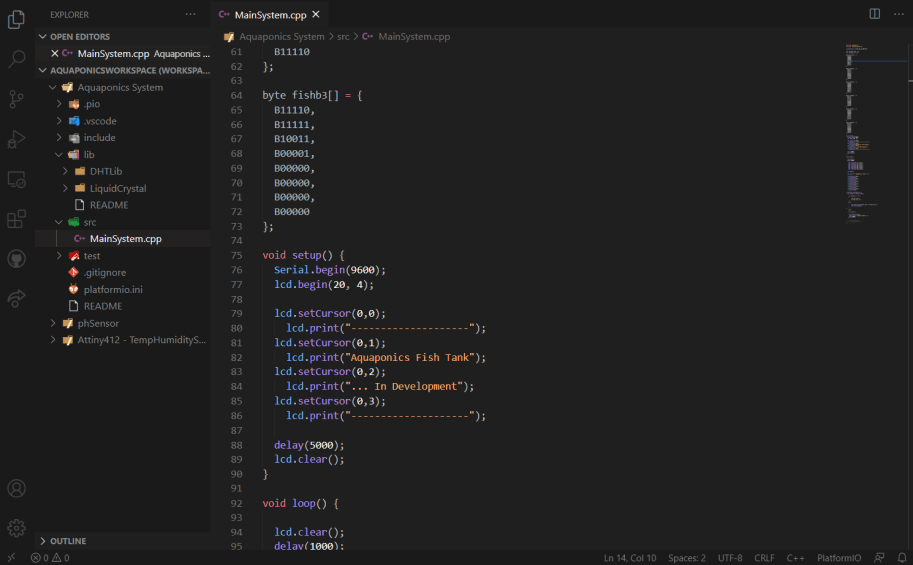 EXPLORER
MainSystem.cpp
OPEN EDITORS
MainSystem.cpp Aquaponics ...
AQUAPONICSWORKSPACE (WORKSPA...
Aquaponics System
.pio
.vscode
include
lib
DHTLib
LiquidCrystal
README
src
MainSystem.cpp
test
.gitignore
platformio.ini
README
phSensor
Attiny412 - TempHumidityS...
OUTLINE
Aquaponics System > src > MainSystem.cpp
61 B11110
62 };
63
64 byte fishb3[] = {
65 B11110,
66 B11111,
67 B10011,
68 B00001,
69 B00000,
70 B00000,
71 B00000,
72 B00000
73 };
74
75 void setup() {
76 Serial.begin(9600);
77 lcd.begin(20, 4);
78
79 lcd.setCursor(0,0);
80 lcd.print("--------------------");
81 lcd.setCursor(0,1);
82 lcd.print("Aquaponics Fish Tank");
83 lcd.setCursor(0,2);
84 lcd.print("... In Development");
85 lcd.setCursor(0,3);
86 lcd.print("--------------------");
87
88 delay(5000);
89 lcd.clear();
90 }
91
92 void loop() {
93
94 lcd.clear();
95 delay(1000);
0 0
Ln 14, Col 10 Spaces: 2 UTF-8 CRLF C++ PlatformIO